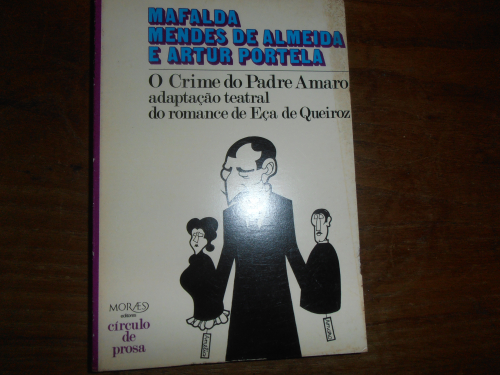 MAFALDA
MENDES DE ALMEIDA
E ARTUR PORTELA
O Crime do Padre Amaro
adaptação teatral
do romance de Eça de Queiroz
MORÆS
editores
círculo de
prosa